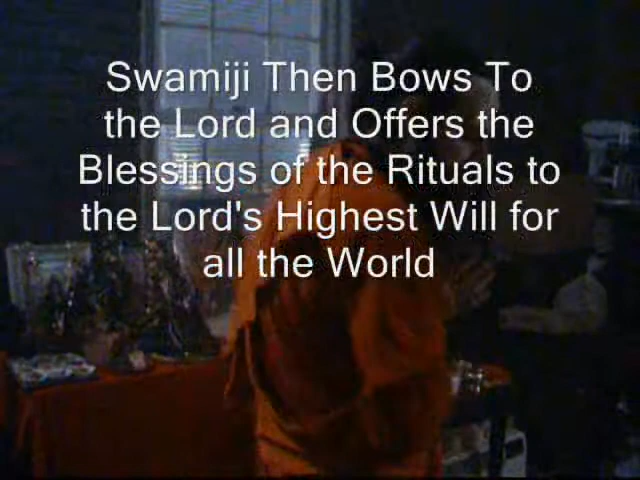 Swamiji Then Bows To
the Lord and Offers the
Blessings of the Rituals to
the Lord's Highest Will for
all the World